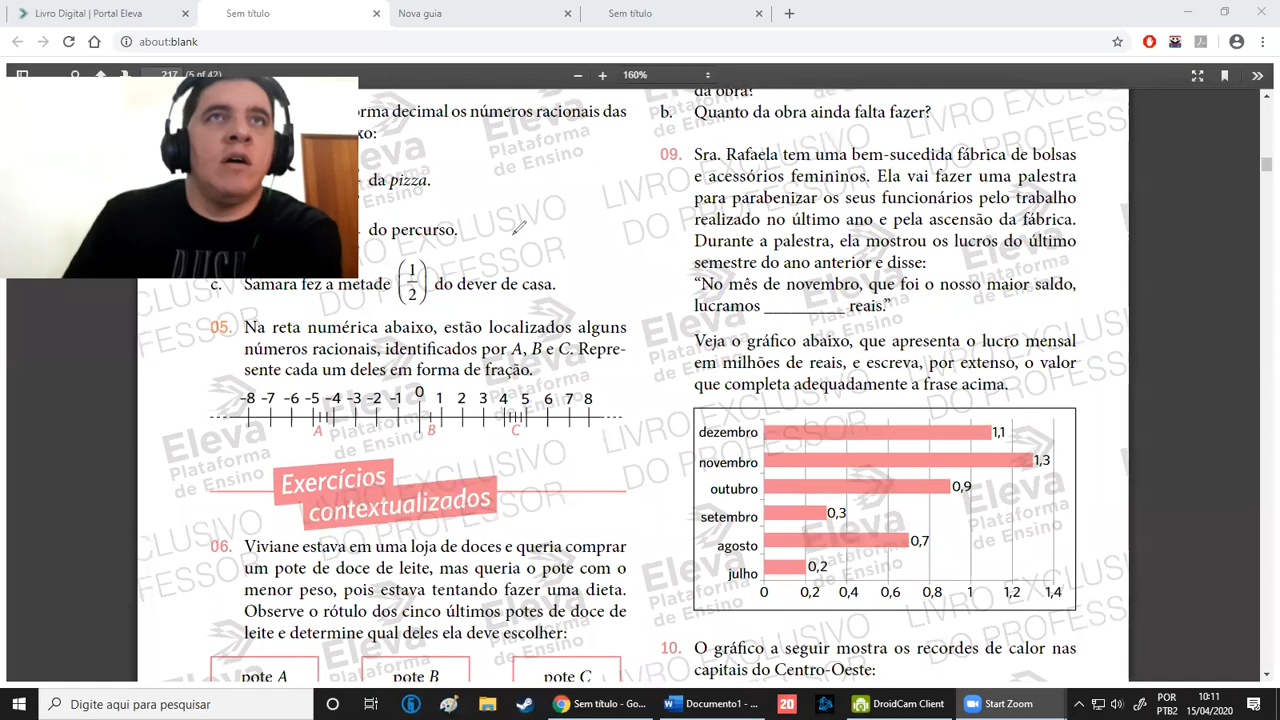 Livro Digital | Portal Eleva
Sem título
Nova guia
Sem título
about:blank
217 (5 of 42)
160%
orma decimal os números racionais das
xo:
da pizza.
do percurso.
c. Samara fez a metade (1/2) do dever de casa.
05. Na reta numérica abaixo, estão localizados alguns
números racionais, identificados por A, B e C. Repre-
sente cada um deles em forma de fração.
-8 -7 -6 -5 -4 -3 -2 -1 0 1 2 3 4 5 6 7 8
A B C
Exercícios
contextualizados
06. Viviane estava em uma loja de doces e queria comprar
um pote de doce de leite, mas queria o pote com o
menor peso, pois estava tentando fazer uma dieta.
Observe o rótulo dos cinco últimos potes de doce de
leite e determine qual deles ela deve escolher:
pote A pote B pote C
da obra?
b. Quanto da obra ainda falta fazer?
09. Sra. Rafaela tem uma bem-sucedida fábrica de bolsas
e acessórios femininos. Ela vai fazer uma palestra
para parabenizar os seus funcionários pelo trabalho
realizado no último ano e pela ascensão da fábrica.
Durante a palestra, ela mostrou os lucros do último
semestre do ano anterior e disse:
“No mês de novembro, que foi o nosso maior saldo,
lucramos __________ reais.”
Veja o gráfico abaixo, que apresenta o lucro mensal
em milhões de reais, e escreva, por extenso, o valor
que completa adequadamente a frase acima.
dezembro 1,1
novembro 1,3
outubro 0,9
setembro 0,3
agosto 0,7
julho 0,2
0 0,2 0,4 0,6 0,8 1 1,2 1,4
10. O gráfico a seguir mostra os recordes de calor nas
capitais do Centro-Oeste:
Eleva
Plataforma
de Ensino
LIVRO EXCLUSIVO
DO PROFESSOR
Digite aqui para pesquisar
Sem título - Go...
Documento1 - ...
20
DroidCam Client
Start Zoom
POR
PTB2
10:11
15/04/2020